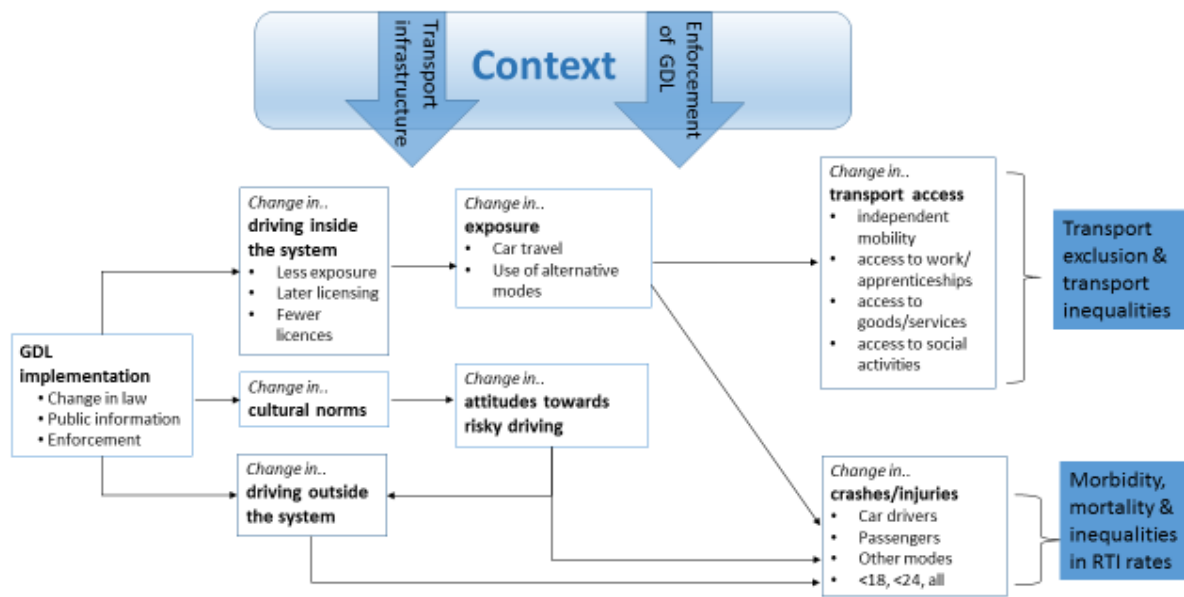 Context
Transport
infrastructure
Enforcement
of GDL
Change in..
driving inside
the system
• Less exposure
• Later licensing
• Fewer
licences
Change in..
exposure
• Car travel
• Use of alternative
modes
Change in..
transport access
• independent
mobility
• access to work/
apprenticeships
• access to
goods/services
• access to social
activities
Transport
exclusion &
transport
inequalities
GDL
implementation
• Change in law
• Public information
• Enforcement
Change in..
cultural norms
Change in..
attitudes towards
risky driving
Change in..
driving outside
the system
Change in..
crashes/injuries
• Car drivers
• Passengers
• Other modes
• <18, <24, all
Morbidity,
mortality &
inequalities
in RTI rates